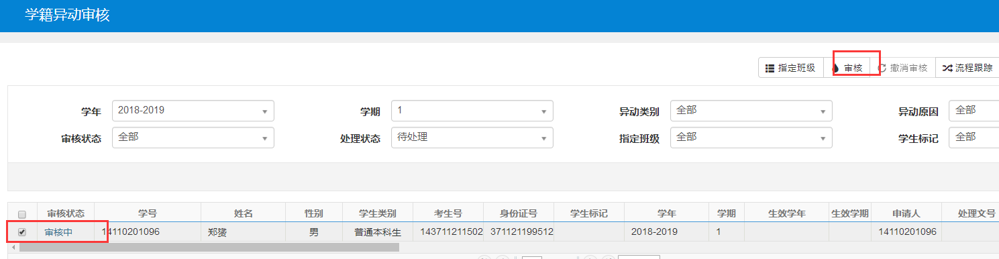 学籍异动审核
指定班级 审核 撤消审核 流程跟踪
学年 2018-2019 学期 1 异动类别 全部 异动原因 全部
审核状态 全部 处理状态 待处理 指定班级 全部 学生标记 全部
审核状态 学号 姓名 性别 学生类别 考生号 身份证号 学生标记 学年 学期 生效学年 生效学期 申请人 处理文号
审核中 14110201096 郑赟 男 普通本科生 143711211502 371121199512 2018-2019 1 14110201096